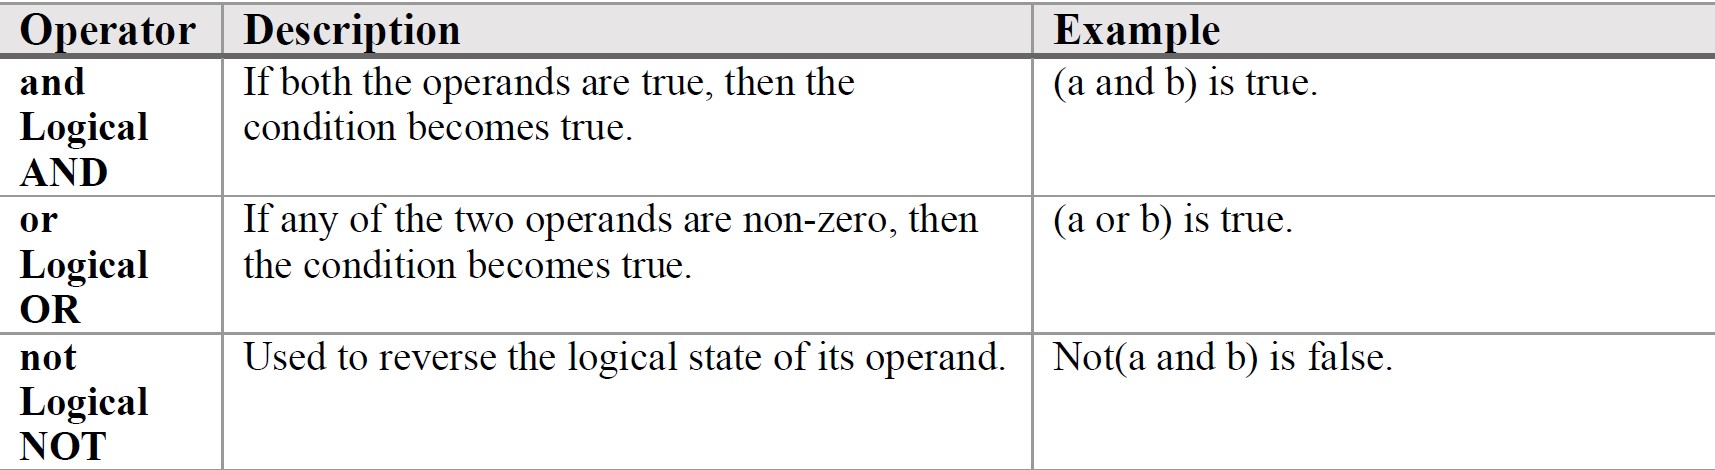 Operator Description Example
and If both the operands are true, then the (a and b) is true.
Logical condition becomes true.
AND
or If any of the two operands are non-zero, then (a or b) is true.
Logical the condition becomes true.
OR
not Used to reverse the logical state of its operand. Not(a and b) is false.
Logical
NOT